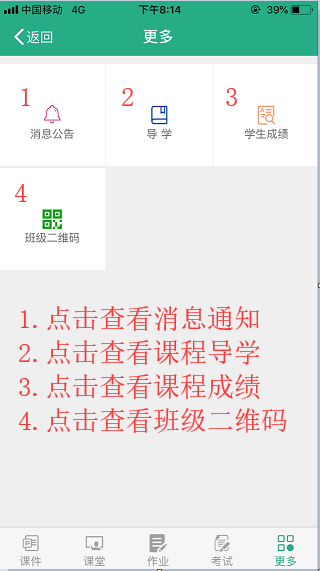 中国移动 4G 下午8:14 39%
返回 更多
1 2 3
消息公告 导 学 学生成绩
4
班级二维码
1.点击查看消息通知
2.点击查看课程导学
3.点击查看课程成绩
4.点击查看班级二维码
课件 课堂 作业 考试 更多